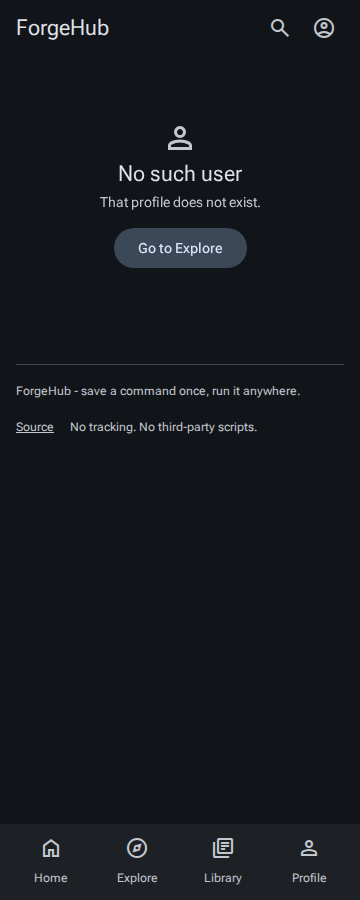 ForgeHub
No such user
That profile does not exist.
Go to Explore
ForgeHub - save a command once, run it anywhere.
Source No tracking. No third-party scripts.
Home Explore Library Profile